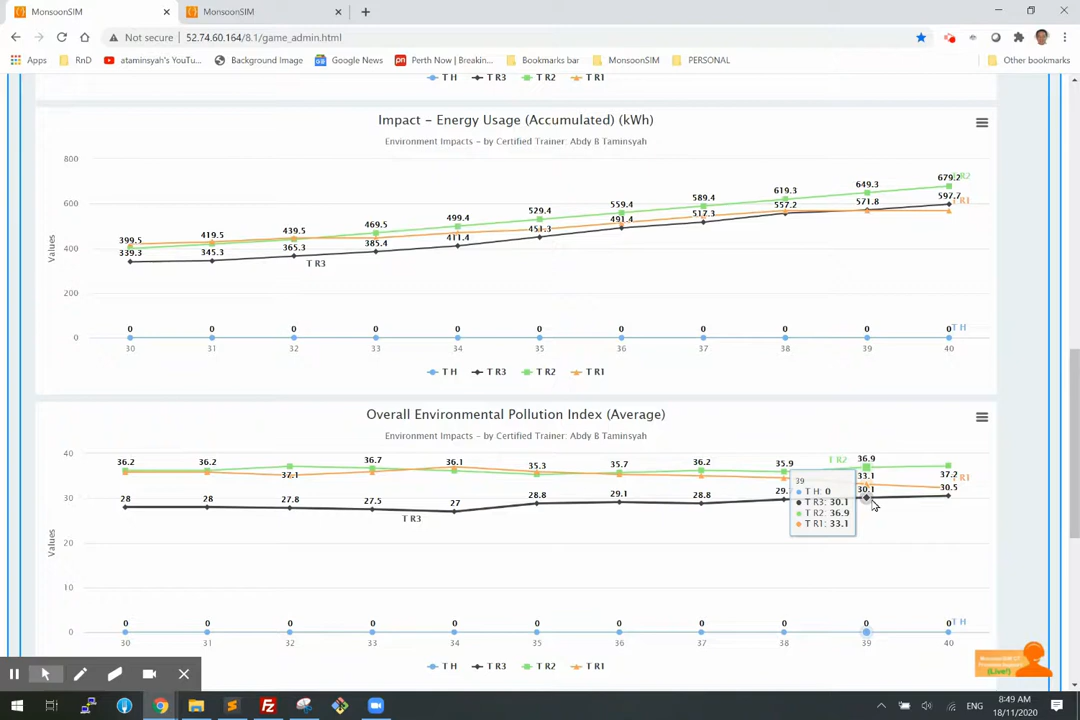 MonsoonSIM
MonsoonSIM
Not secure
52.74.60.164/8.1/game_admin.html
Apps
RnD
ataminsyah's YouTu...
Background Image
Google News
Perth Now | Breakin...
Bookmarks bar
MonsoonSIM
PERSONAL
Other bookmarks
T H T R3 T R2 T R1
Impact – Energy Usage (Accumulated) (kWh)
Environment Impacts – by Certified Trainer: Abdy B Taminsyah
Values
800
600
400
200
0
399.5 419.5 439.5 469.5 499.4 529.4 559.4 589.4 619.3 649.3 679.2
339.3 345.3 365.3 385.4 411.4 451.3 491.4 517.3 557.2 571.8 597.7
T R3
R2
T R1
0 0 0 0 0 0 0 0 0 0 0
T H
30 31 32 33 34 35 36 37 38 39 40
T H T R3 T R2 T R1
Overall Environmental Pollution Index (Average)
Environment Impacts – by Certified Trainer: Abdy B Taminsyah
Values
40
30
20
10
0
36.2 36.2 37.1 36.7 36.1 35.3 35.7 36.2 35.9 36.9 37.2
T R2
33.1
T R1
28 28 27.8 27.5 27 28.8 29.1 28.8 29. 30.1 30.5
T R3
39
T H: 0
T R3: 30.1
T R2: 36.9
T R1: 33.1
0 0 0 0 0 0 0 0 0 0 0
T H
30 31 32 33 34 35 36 37 38 39 40
T H T R3 T R2 T R1
(Live!)
ENG
8:49 AM
18/11/2020